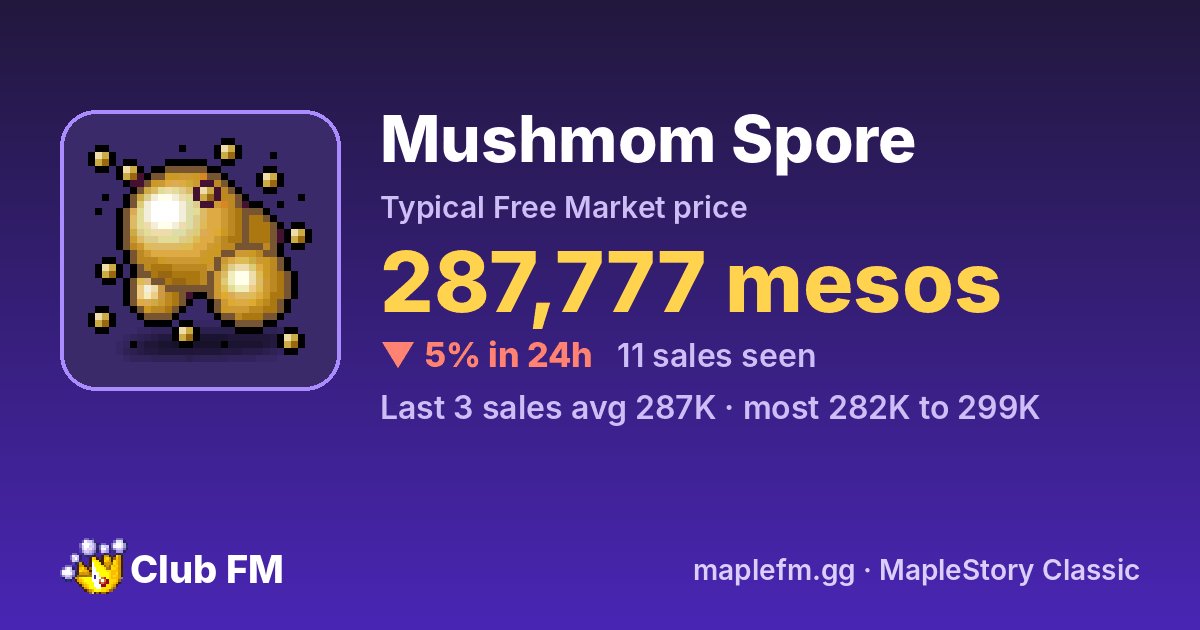 Mushmom Spore
Typical Free Market price
287,777 mesos
▼ 5% in 24h 11 sales seen
Last 3 sales avg 287K · most 282K to 299K
Club FM
maplefm.gg · MapleStory Classic